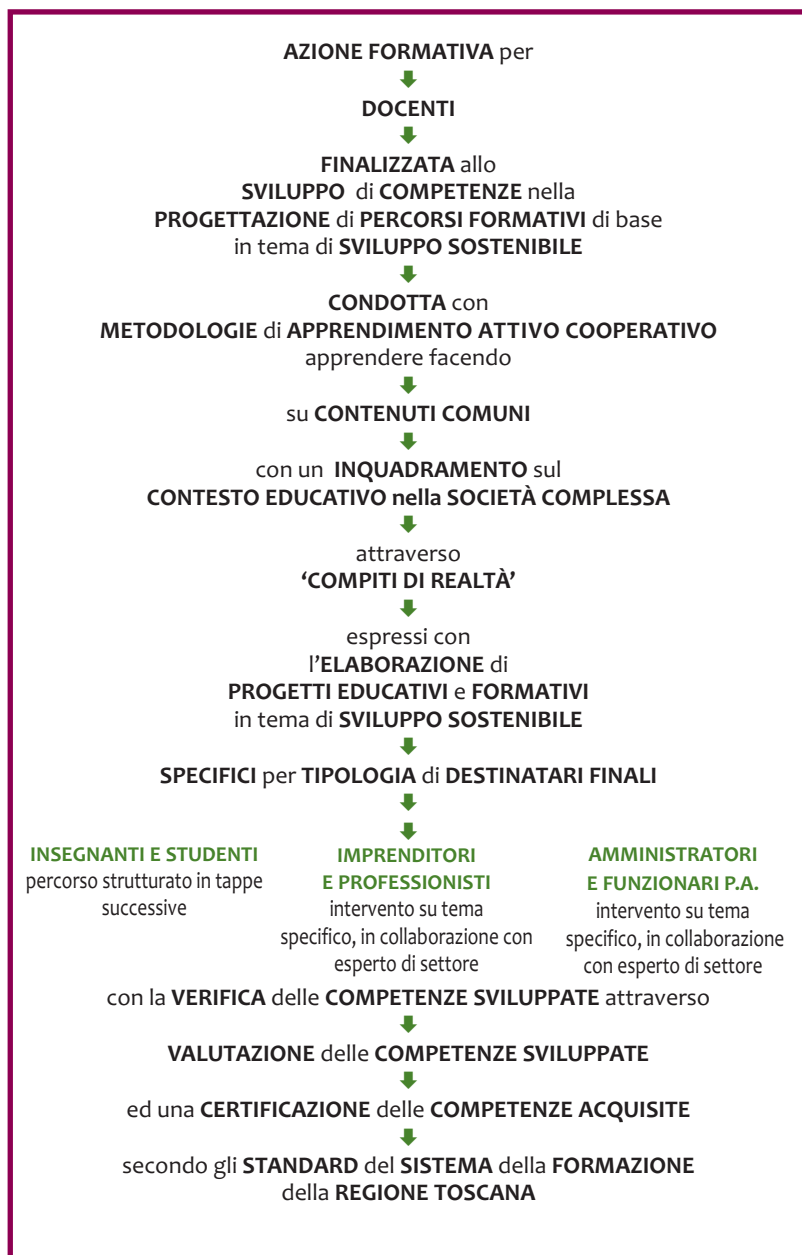 AZIONE FORMATIVA per
DOCENTI
FINALIZZATA allo
SVILUPPO di COMPETENZE nella
PROGETTAZIONE di PERCORSI FORMATIVI di base
in tema di SVILUPPO SOSTENIBILE
CONDOTTA con
METODOLOGIE di APPRENDIMENTO ATTIVO COOPERATIVO
apprendere facendo
su CONTENUTI COMUNI
con un INQUADRAMENTO sul
CONTESTO EDUCATIVO nella SOCIETÀ COMPLESSA
attraverso
‘COMPITI DI REALTÀ’
espressi con
l’ELABORAZIONE di
PROGETTI EDUCATIVI e FORMATIVI
in tema di SVILUPPO SOSTENIBILE
SPECIFICI per TIPOLOGIA di DESTINATARI FINALI
INSEGNANTI E STUDENTI
percorso strutturato in tappe
successive
IMPRENDITORI
E PROFESSIONISTI
intervento su tema
specifico, in collaborazione con
esperto di settore
AMMINISTRATORI
E FUNZIONARI P.A.
intervento su tema
specifico, in collaborazione
con esperto di settore
con la VERIFICA delle COMPETENZE SVILUPPATE attraverso
VALUTAZIONE delle COMPETENZE SVILUPPATE
ed una CERTIFICAZIONE delle COMPETENZE ACQUISITE
secondo gli STANDARD del SISTEMA della FORMAZIONE
della REGIONE TOSCANA